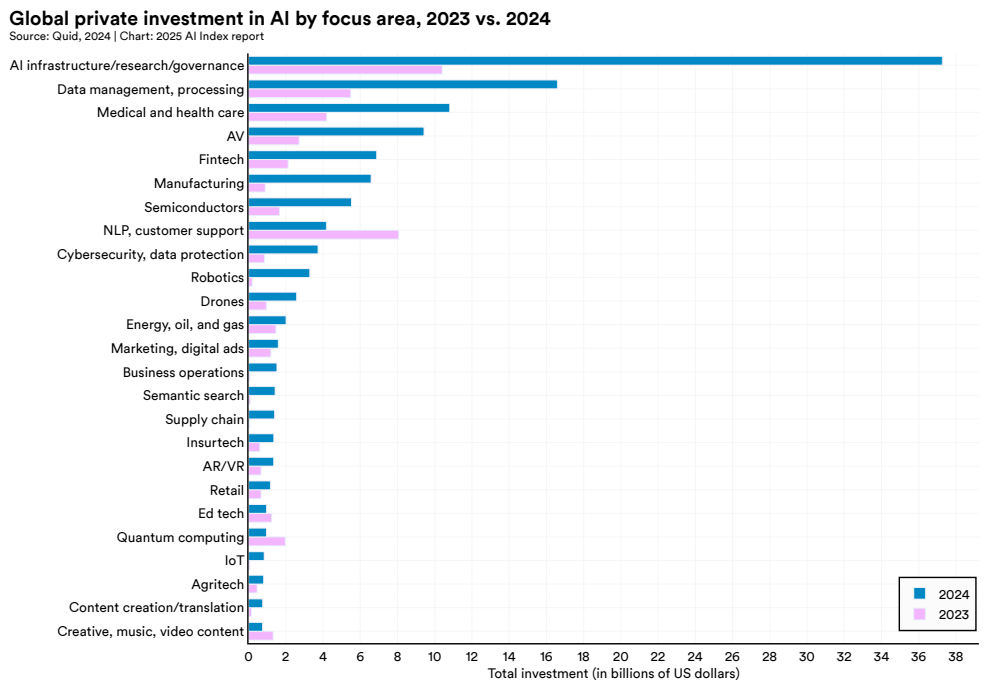 Global private investment in AI by focus area, 2023 vs. 2024
Source: Quid, 2024 | Chart: 2025 AI Index report
AI infrastructure/research/governance
Data management, processing
Medical and health care
AV
Fintech
Manufacturing
Semiconductors
NLP, customer support
Cybersecurity, data protection
Robotics
Drones
Energy, oil, and gas
Marketing, digital ads
Business operations
Semantic search
Supply chain
Insurtech
AR/VR
Retail
Ed tech
Quantum computing
IoT
Agritech
Content creation/translation
Creative, music, video content
2024
2023
0 2 4 6 8 10 12 14 16 18 20 22 24 26 28 30 32 34 36 38
Total investment (in billions of US dollars)